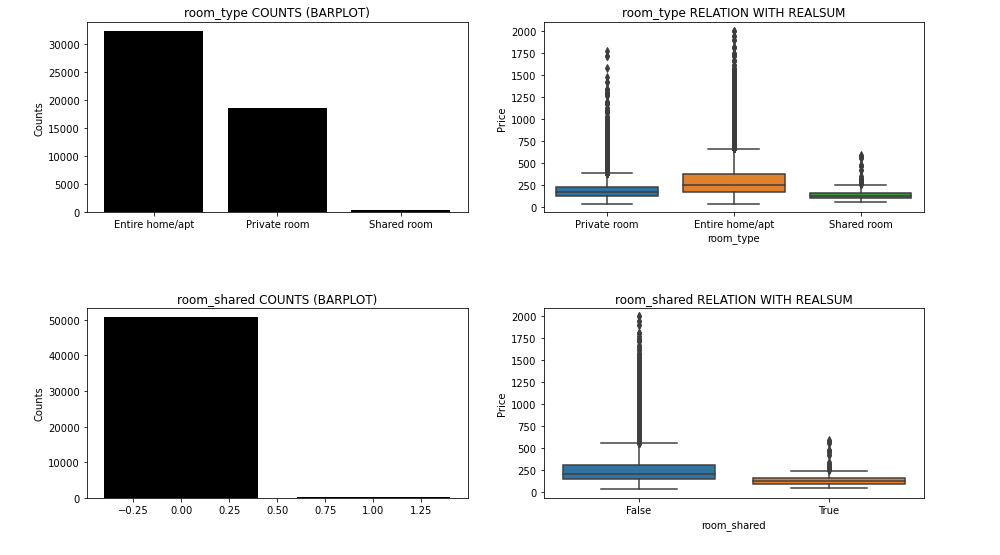 room_type COUNTS (BARPLOT)
Counts
30000
25000
20000
15000
10000
5000
0
Entire home/apt Private room Shared room
room_type RELATION WITH REALSUM
Price
2000
1750
1500
1250
1000
750
500
250
0
Private room Entire home/apt Shared room
room_type
room_shared COUNTS (BARPLOT)
Counts
50000
40000
30000
20000
10000
0
−0.25 0.00 0.25 0.50 0.75 1.00 1.25
room_shared RELATION WITH REALSUM
Price
2000
1750
1500
1250
1000
750
500
250
0
False True
room_shared